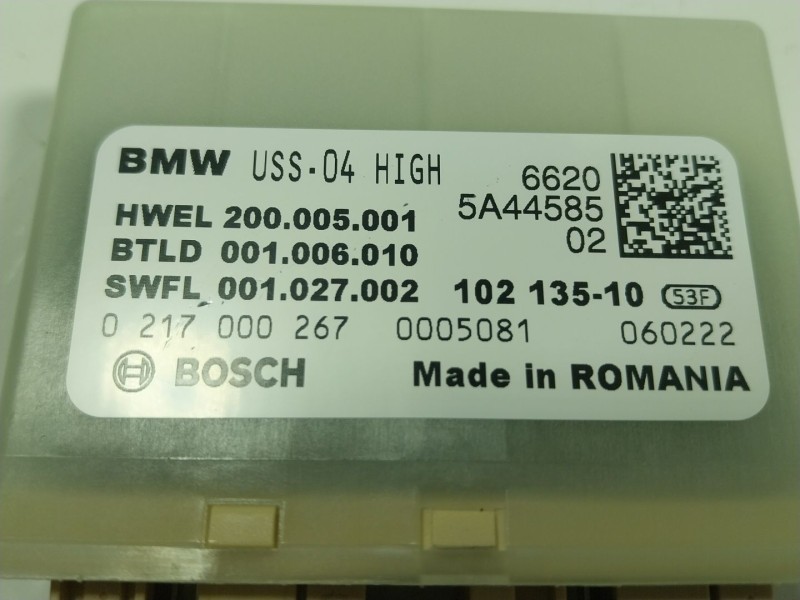 BMW USS-04 HIGH 6620
5A44585
02
HWEL 200.005.001
BTLD 001.006.010
SWFL 001.027.002 102 135-10 S3F
0 217 000 267 0005081 060222
BOSCH Made in ROMANIA